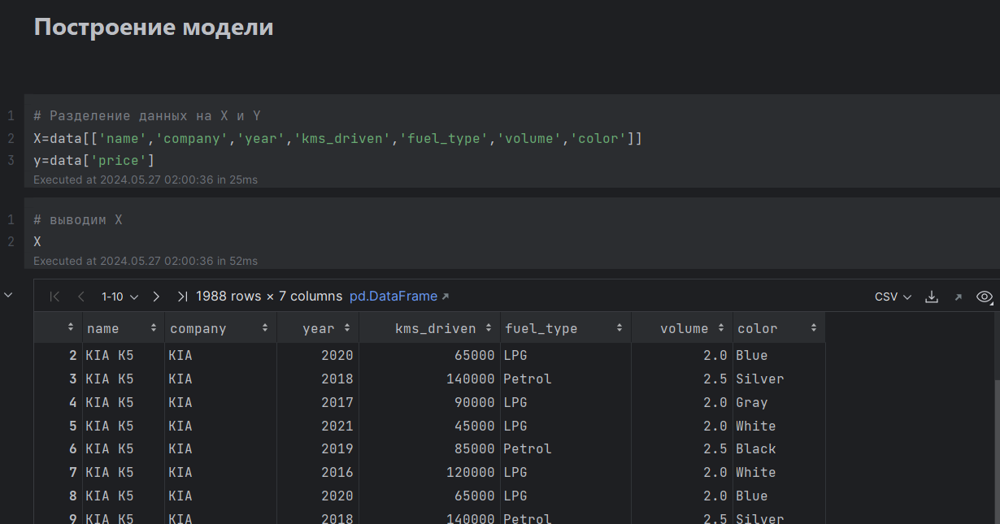 Построение модели
1 # Разделение данных на X и Y
2 X=data[['name','company','year','kms_driven','fuel_type','volume','color']]
3 y=data['price']
Executed at 2024.05.27 02:00:36 in 25ms
1 # выводим X
2 X
Executed at 2024.05.27 02:00:36 in 52ms
1-10 1988 rows × 7 columns pd.DataFrame CSV
name company year kms_driven fuel_type volume color
2 KIA K5 KIA 2020 65000 LPG 2.0 Blue
3 KIA K5 KIA 2018 140000 Petrol 2.5 Silver
4 KIA K5 KIA 2017 90000 LPG 2.0 Gray
5 KIA K5 KIA 2021 45000 LPG 2.0 White
6 KIA K5 KIA 2019 85000 Petrol 2.5 Black
7 KIA K5 KIA 2016 120000 LPG 2.0 White
8 KIA K5 KIA 2020 65000 LPG 2.0 Blue
9 KIA K5 KIA 2018 140000 Petrol 2.5 Silver